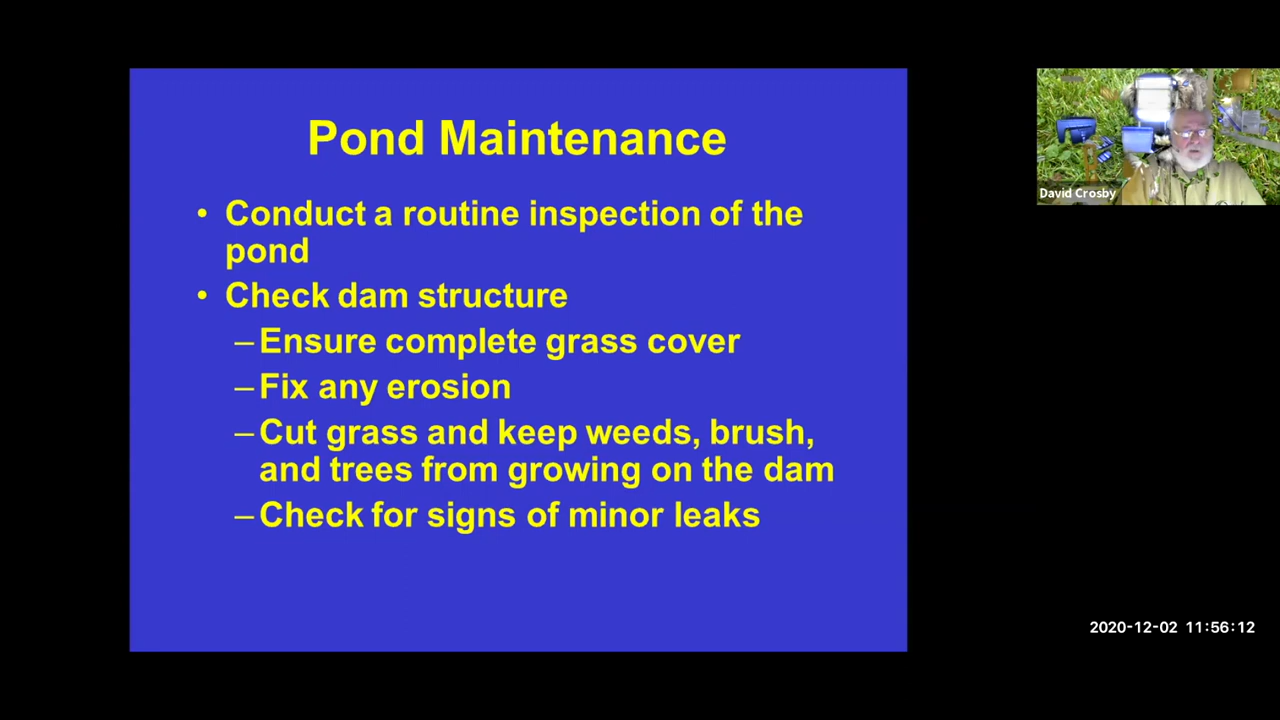 Pond Maintenance
• Conduct a routine inspection of the
pond
• Check dam structure
– Ensure complete grass cover
– Fix any erosion
– Cut grass and keep weeds, brush,
and trees from growing on the dam
– Check for signs of minor leaks
David Crosby
2020-12-02 11:56:12